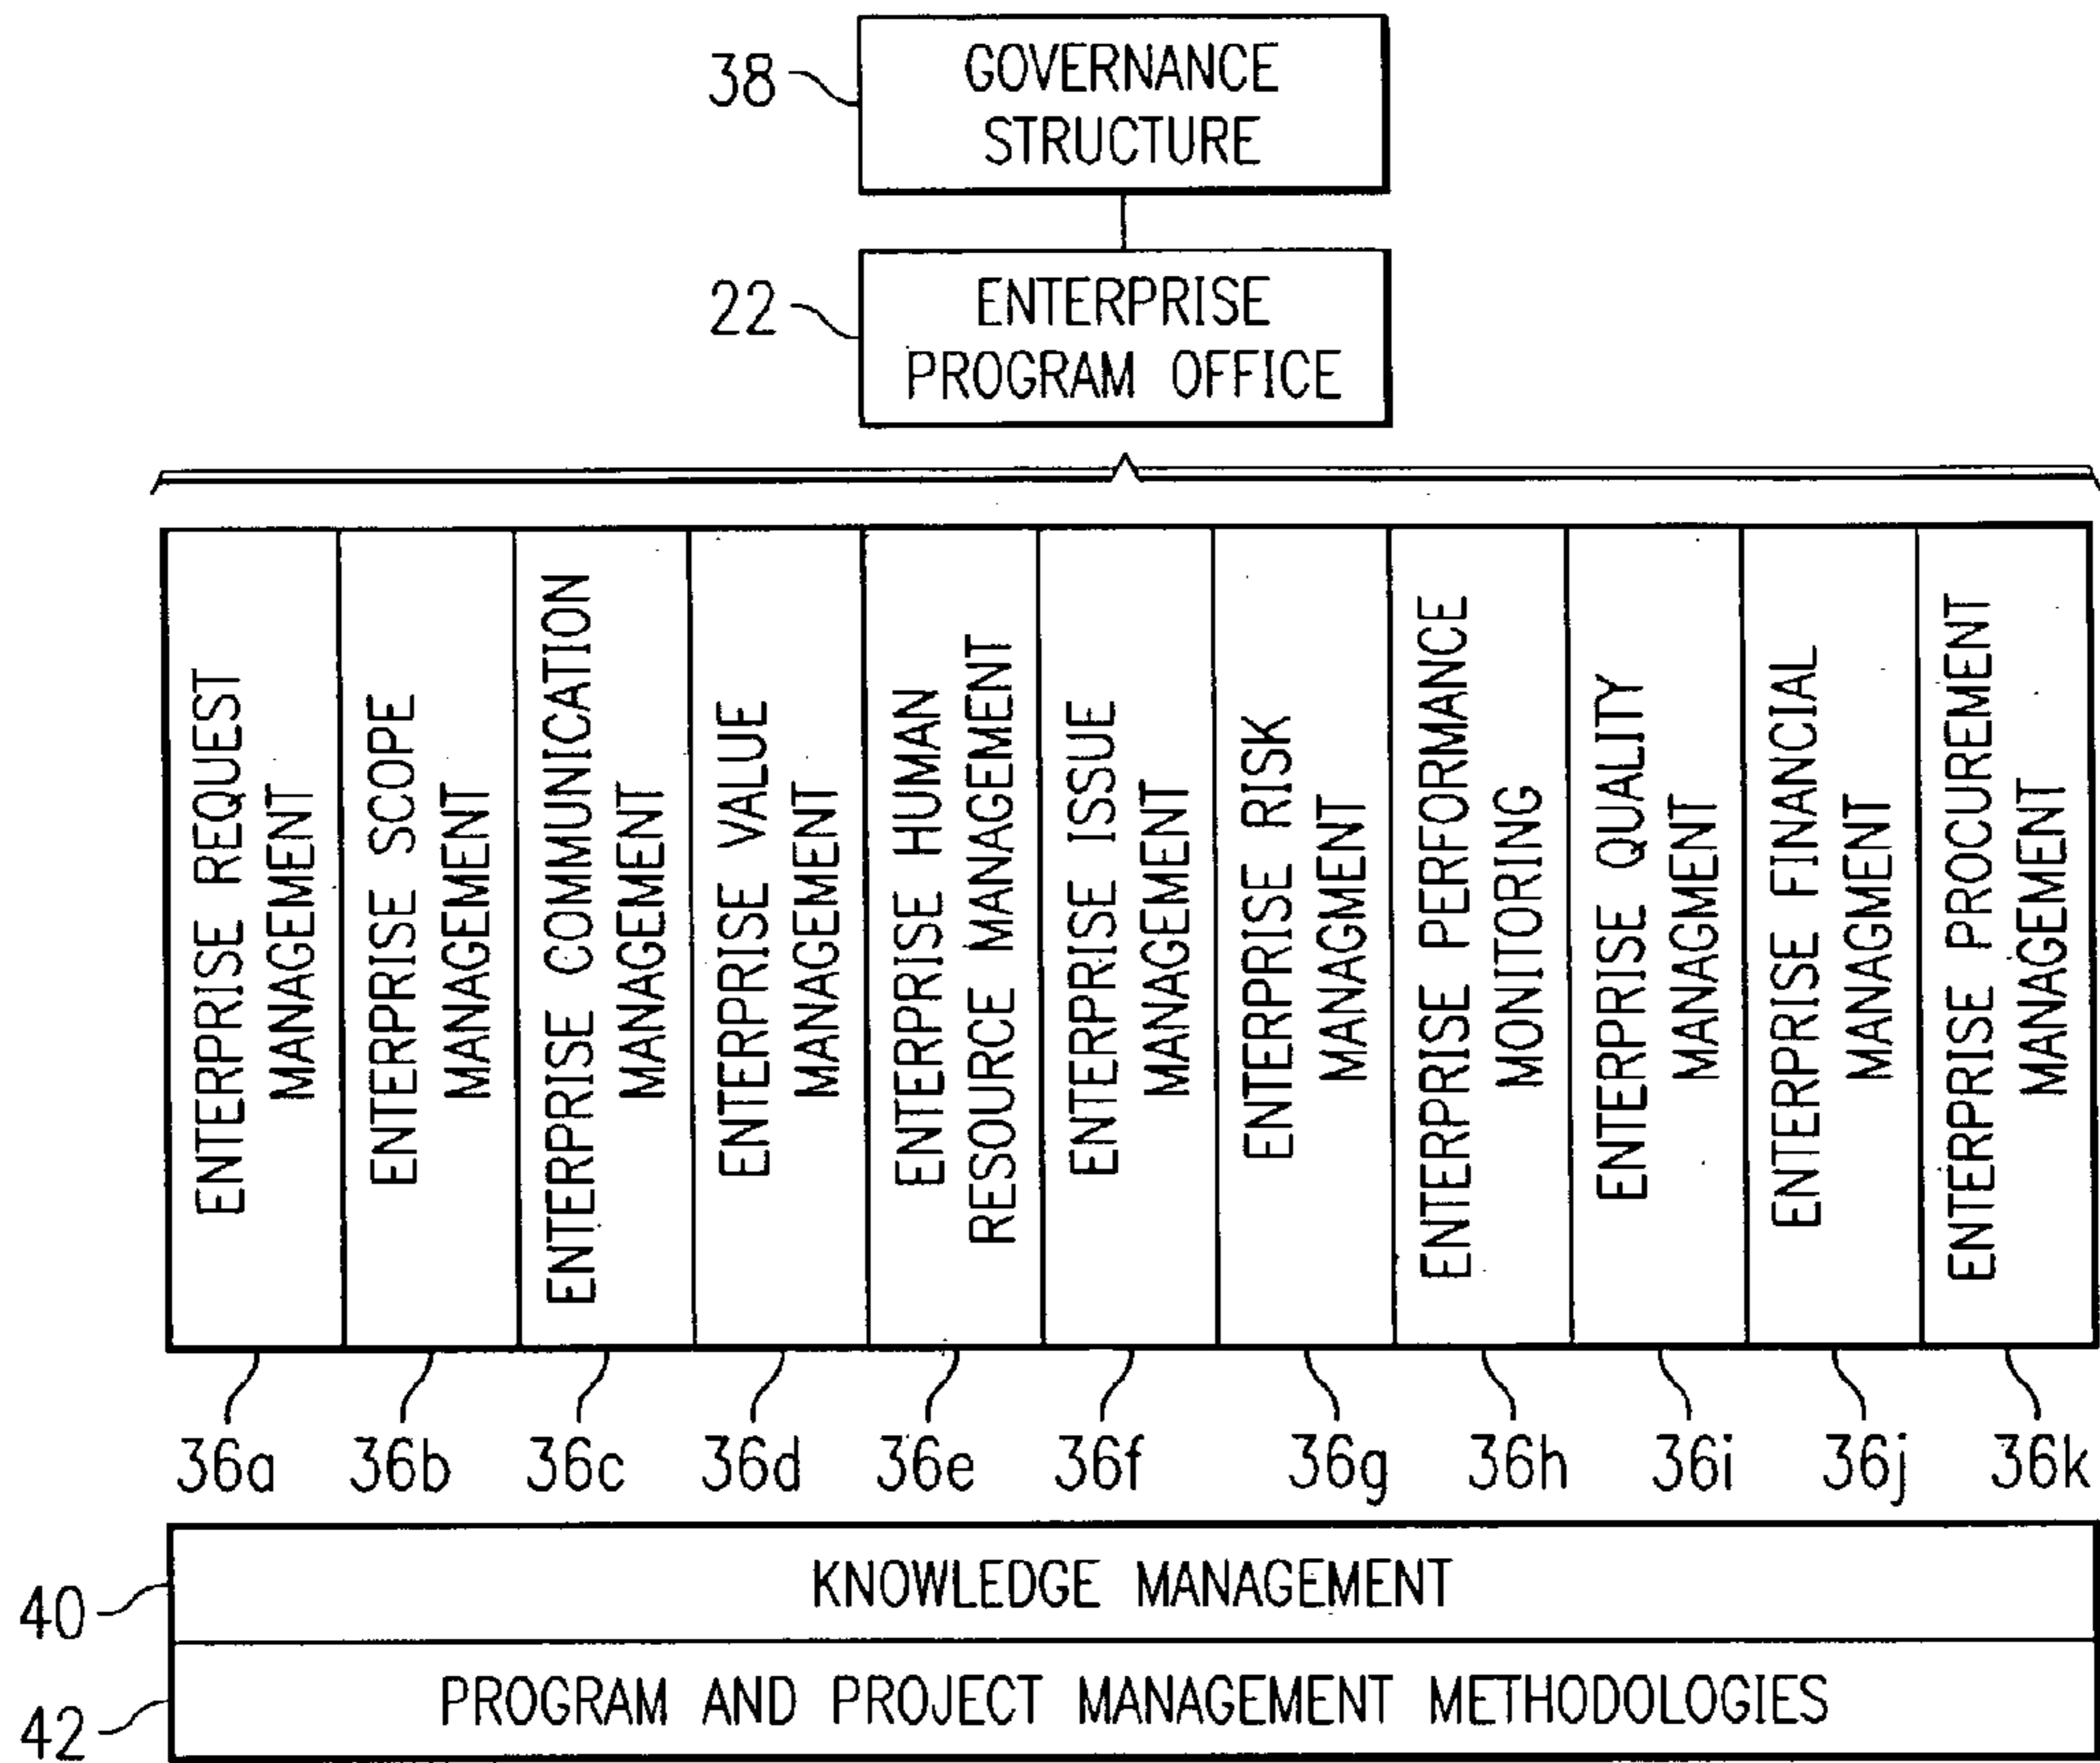 38
GOVERNANCE
STRUCTURE
22
ENTERPRISE
PROGRAM OFFICE
ENTERPRISE REQUEST
MANAGEMENT
ENTERPRISE SCOPE
MANAGEMENT
ENTERPRISE COMMUNICATION
MANAGEMENT
ENTERPRISE VALUE
MANAGEMENT
ENTERPRISE HUMAN
RESOURCE MANAGEMENT
ENTERPRISE ISSUE
MANAGEMENT
ENTERPRISE RISK
MANAGMENT
ENTERPRISE PERFORMANCE
MONITORING
ENTERPRISE QUALITY
MANAGMENT
ENTERPRISE FINANCIAL
MANAGMENT
ENTERPRISE PROCUREMENT
MANAGEMENT
36a 36b 36c 36d 36e 36f 36g 36h 36i 36j 36k
40
KNOWLEDGE MANAGEMENT
42
PROGRAM AND PROJECT MANAGEMENT METHODOLOGIES